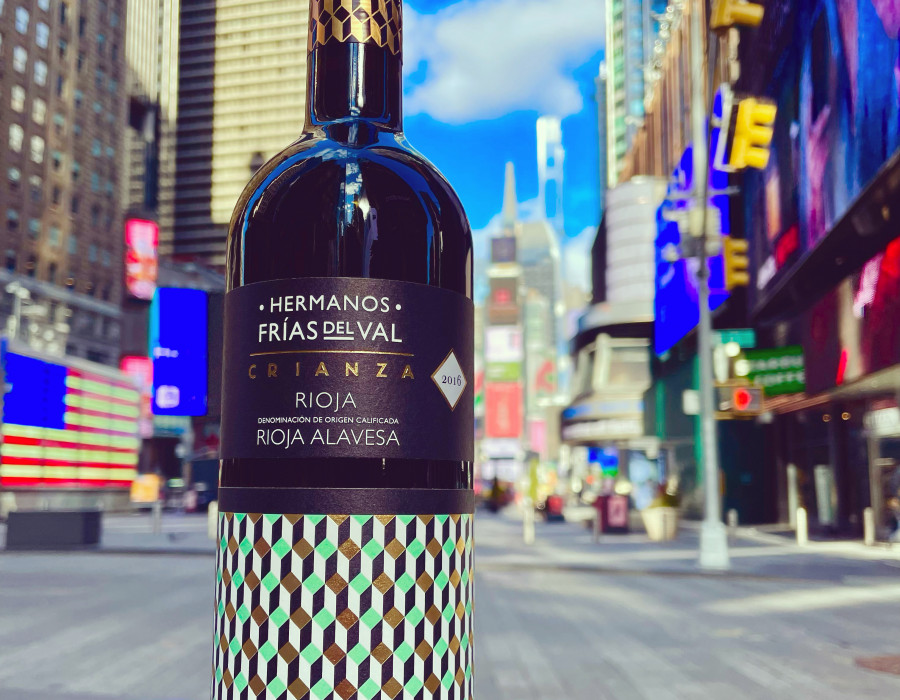 • HERMANOS •
FRÍAS DEL VAL
CRIANZA
2016
RIOJA
DENOMINACIÓN DE ORIGEN CALIFICADA
RIOJA ALAVESA